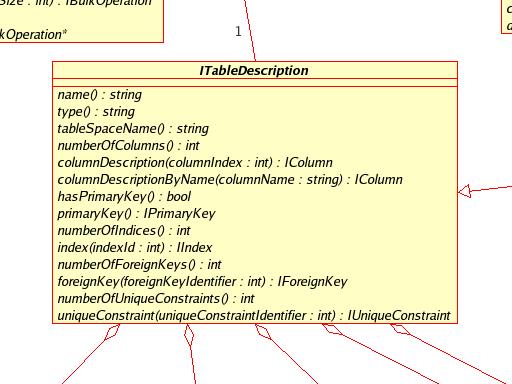 Size : int) : IBulkOperation
kOperation*
1
c
ITableDescription
name() : string
type() : string
tableSpaceName() : string
numberOfColumns() : int
columnDescription(columnIndex : int) : IColumn
columnDescriptionByName(columnName : string) : IColumn
hasPrimaryKey() : bool
primaryKey() : IPrimaryKey
numberOfIndices() : int
index(indexId : int) : IIndex
numberOfForeignKeys() : int
foreignKey(foreignKeyIdentifier : int) : IForeignKey
numberOfUniqueConstraints() : int
uniqueConstraint(uniqueConstraintIdentifier : int) : IUniqueConstraint